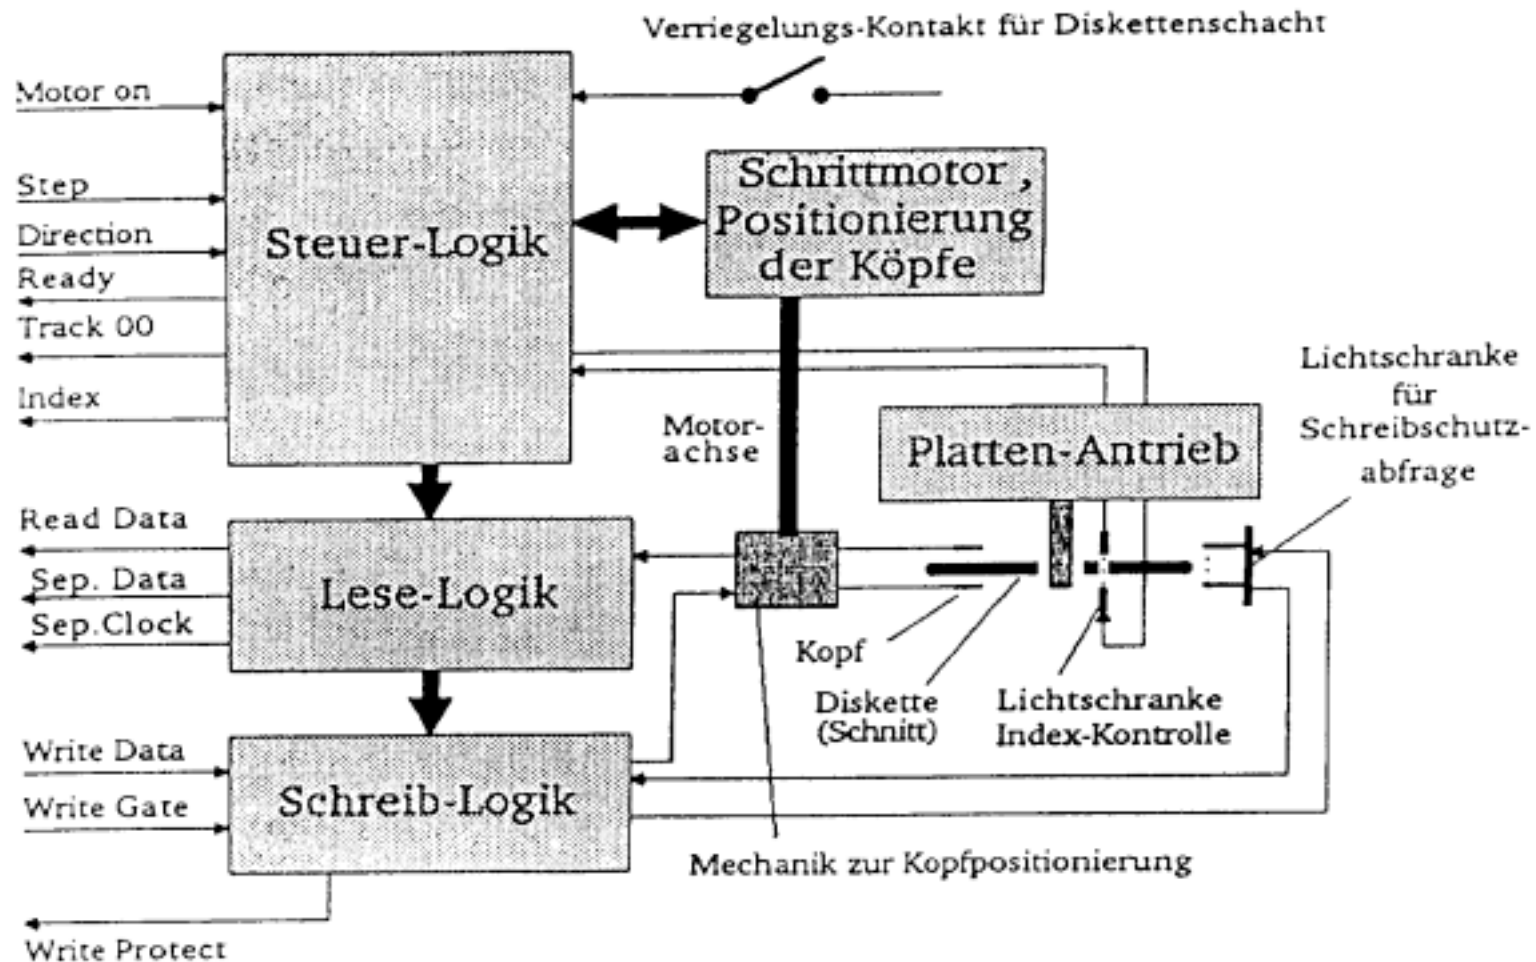 Verriegelungs-Kontakt für Diskettenschacht
Motor on
Step
Direction
Ready
Track 00
Index
Steuer-Logik
Schrittmotor ,
Positionierung
der Köpfe
Lichtschranke
für
Schreibschutz-
abfrage
Motor-
achse
Platten-Antrieb
Read Data
Sep. Data
Sep.Clock
Lese-Logik
Kopf
Diskette
(Schnitt)
Lichtschranke
Index-Kontrolle
Write Data
Write Gate
Schreib-Logik
Mechanik zur Kopfpositionierung
Write Protect